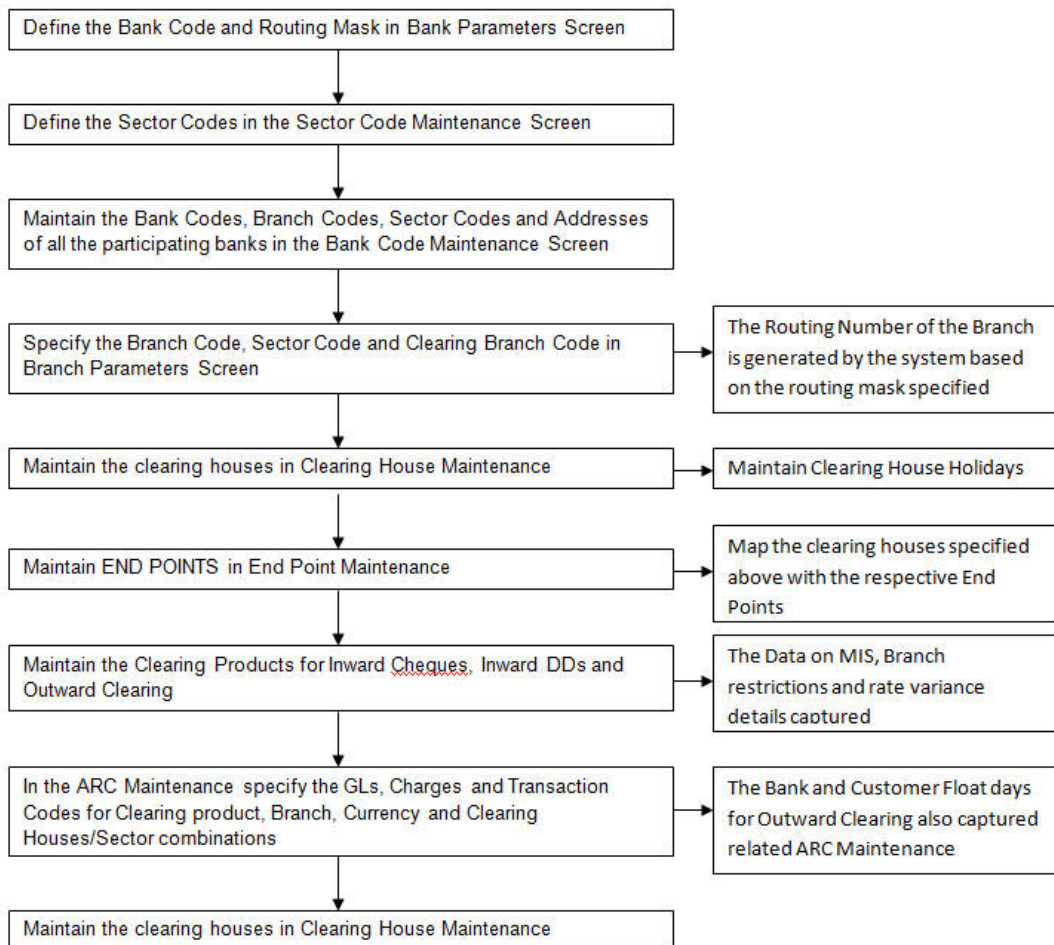 Define the Bank Code and Routing Mask in Bank Parameters Screen
Define the Sector Codes in the Sector Code Maintenance Screen
Maintain the Bank Codes, Branch Codes, Sector Codes and Addresses
of all the participating banks in the Bank Code Maintenance Screen
Specify the Branch Code, Sector Code and Clearing Branch Code in
Branch Parameters Screen
The Routing Number of the Branch
is generated by the system based
on the routing mask specified
Maintain the clearing houses in Clearing House Maintenance
Maintain Clearing House Holidays
Maintain END POINTS in End Point Maintenance
Map the clearing houses specified
above with the respective End
Points
Maintain the Clearing Products for Inward Cheques, Inward DDs and
Outward Clearing
The Data on MIS, Branch
restrictions and rate variance
details captured
In the ARC Maintenance specify the GLs, Charges and Transaction
Codes for Clearing product, Branch, Currency and Clearing
Houses/Sector combinations
The Bank and Customer Float days
for Outward Clearing also captured
related ARC Maintenance
Maintain the clearing houses in Clearing House Maintenance